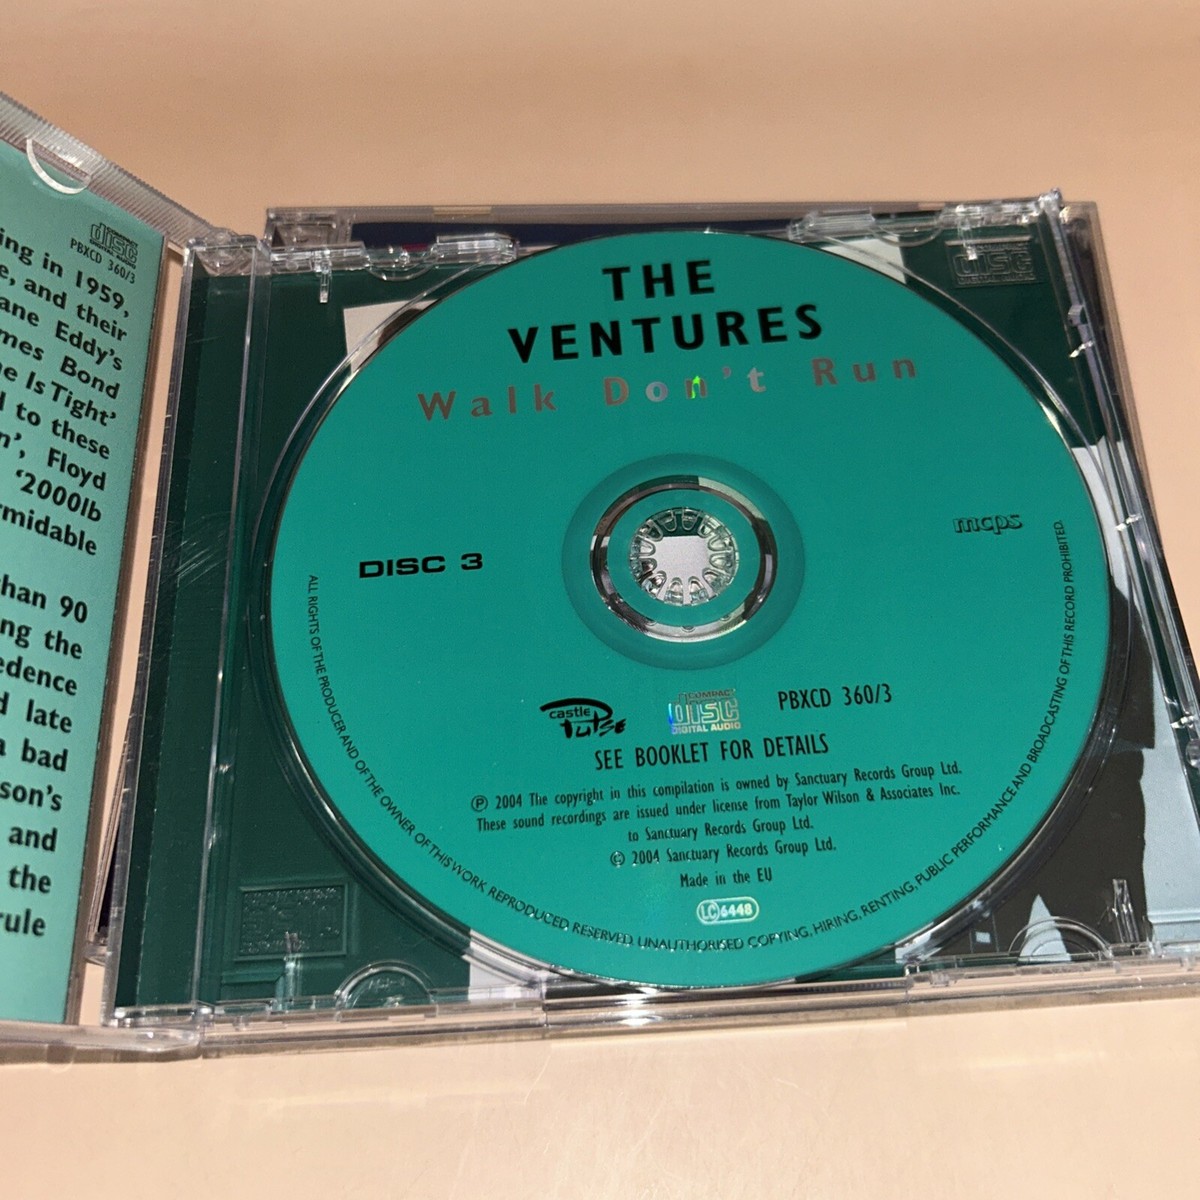 DISC
DIGITAL AUDIO
PBXCD 360/3
ing in 1959,
e, and their
ane Eddy's
mes Bond
e Is Tight'
d to these
n', Floyd
'2000lb
rmidable
han 90
ng the
edence
d late
a bad
son's
and
the
rule
THE
VENTURES
Walk Don't Run
DISC 3
mcps
castle
Pulse
COMPACT
DISC
DIGITAL AUDIO
PBXCD 360/3
SEE BOOKLET FOR DETAILS
Ⓟ 2004 The copyright in this compilation is owned by Sanctuary Records Group Ltd.
These sound recordings are issued under license from Taylor Wilson & Associates Inc.
to Sanctuary Records Group Ltd.
© 2004 Sanctuary Records Group Ltd.
Made in the EU
LC 6448
ALL RIGHTS OF THE PRODUCER AND OF THE OWNER OF THIS WORK REPRODUCED RESERVED. UNAUTHORISED COPYING, HIRING, RENTING, PUBLIC PERFORMANCE AND BROADCASTING OF THIS RECORD PROHIBITED.
DISC